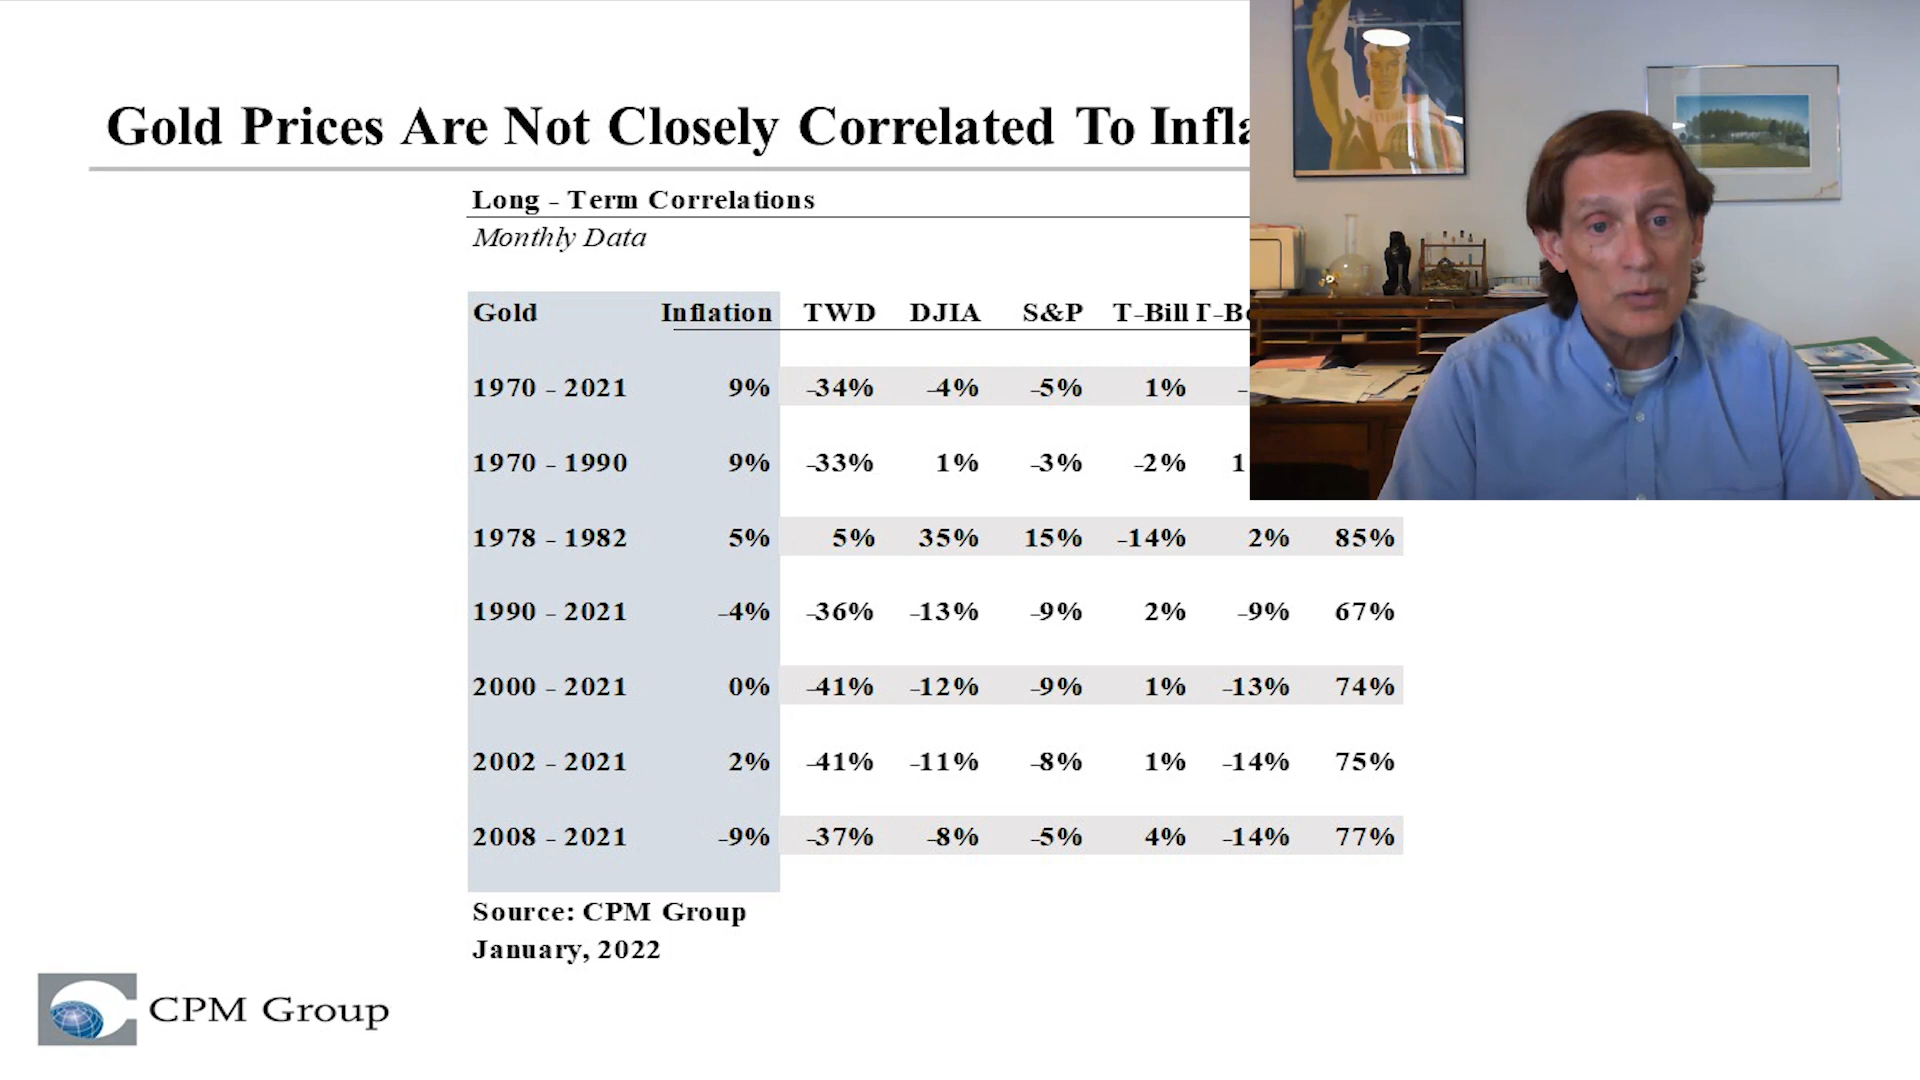 Gold Prices Are Not Closely Correlated To Infla
Long - Term Correlations
Monthly Data
Gold Inflation TWD DJIA S&P T-Bill T-Bo
1970 - 2021 9% -34% -4% -5% 1% -
1970 - 1990 9% -33% 1% -3% -2% 1
1978 - 1982 5% 5% 35% 15% -14% 2% 85%
1990 - 2021 -4% -36% -13% -9% 2% -9% 67%
2000 - 2021 0% -41% -12% -9% 1% -13% 74%
2002 - 2021 2% -41% -11% -8% 1% -14% 75%
2008 - 2021 -9% -37% -8% -5% 4% -14% 77%
Source: CPM Group
January, 2022
CPM Group